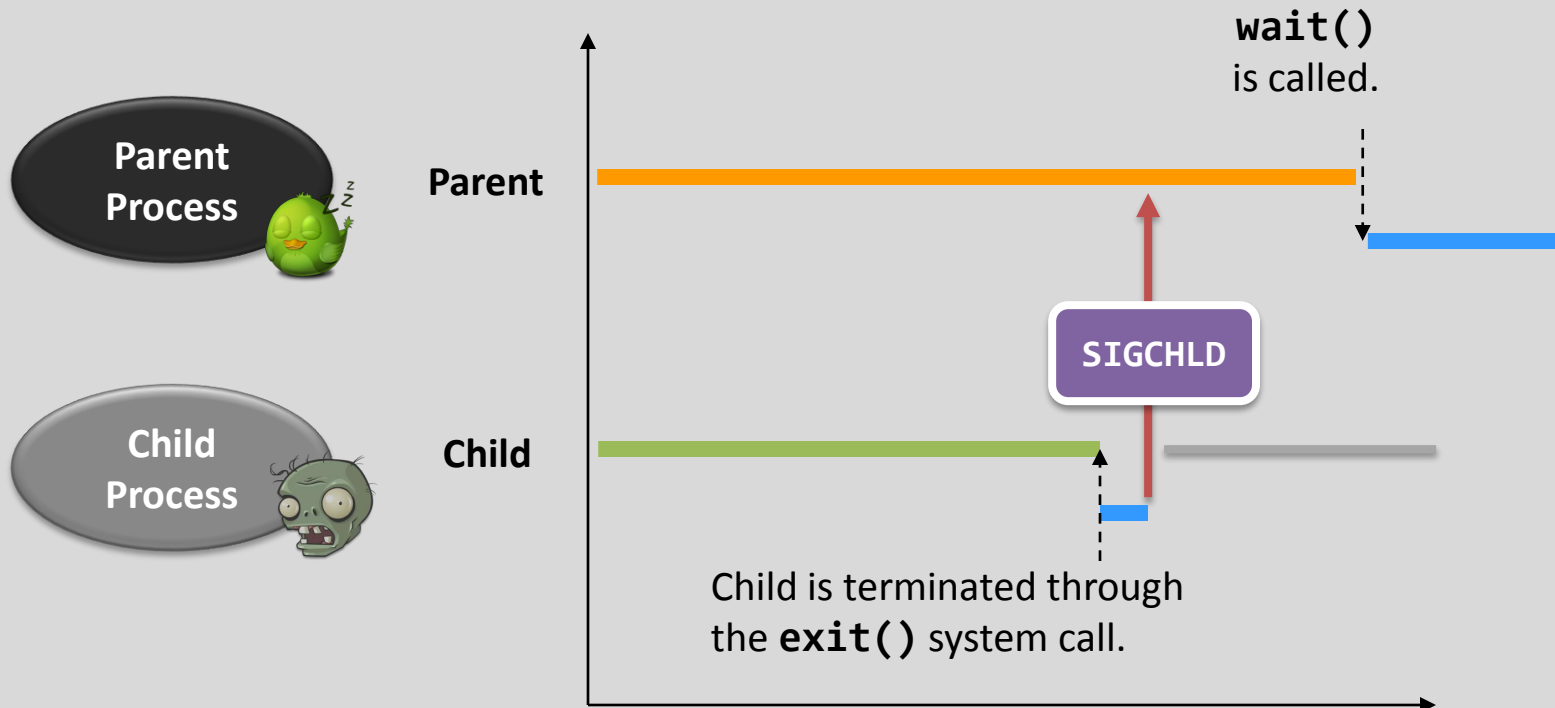 wait()
is called.
Parent
Process
z
z
z
Parent
SIGCHLD
Child
Process
Child
Child is terminated through
the exit() system call.